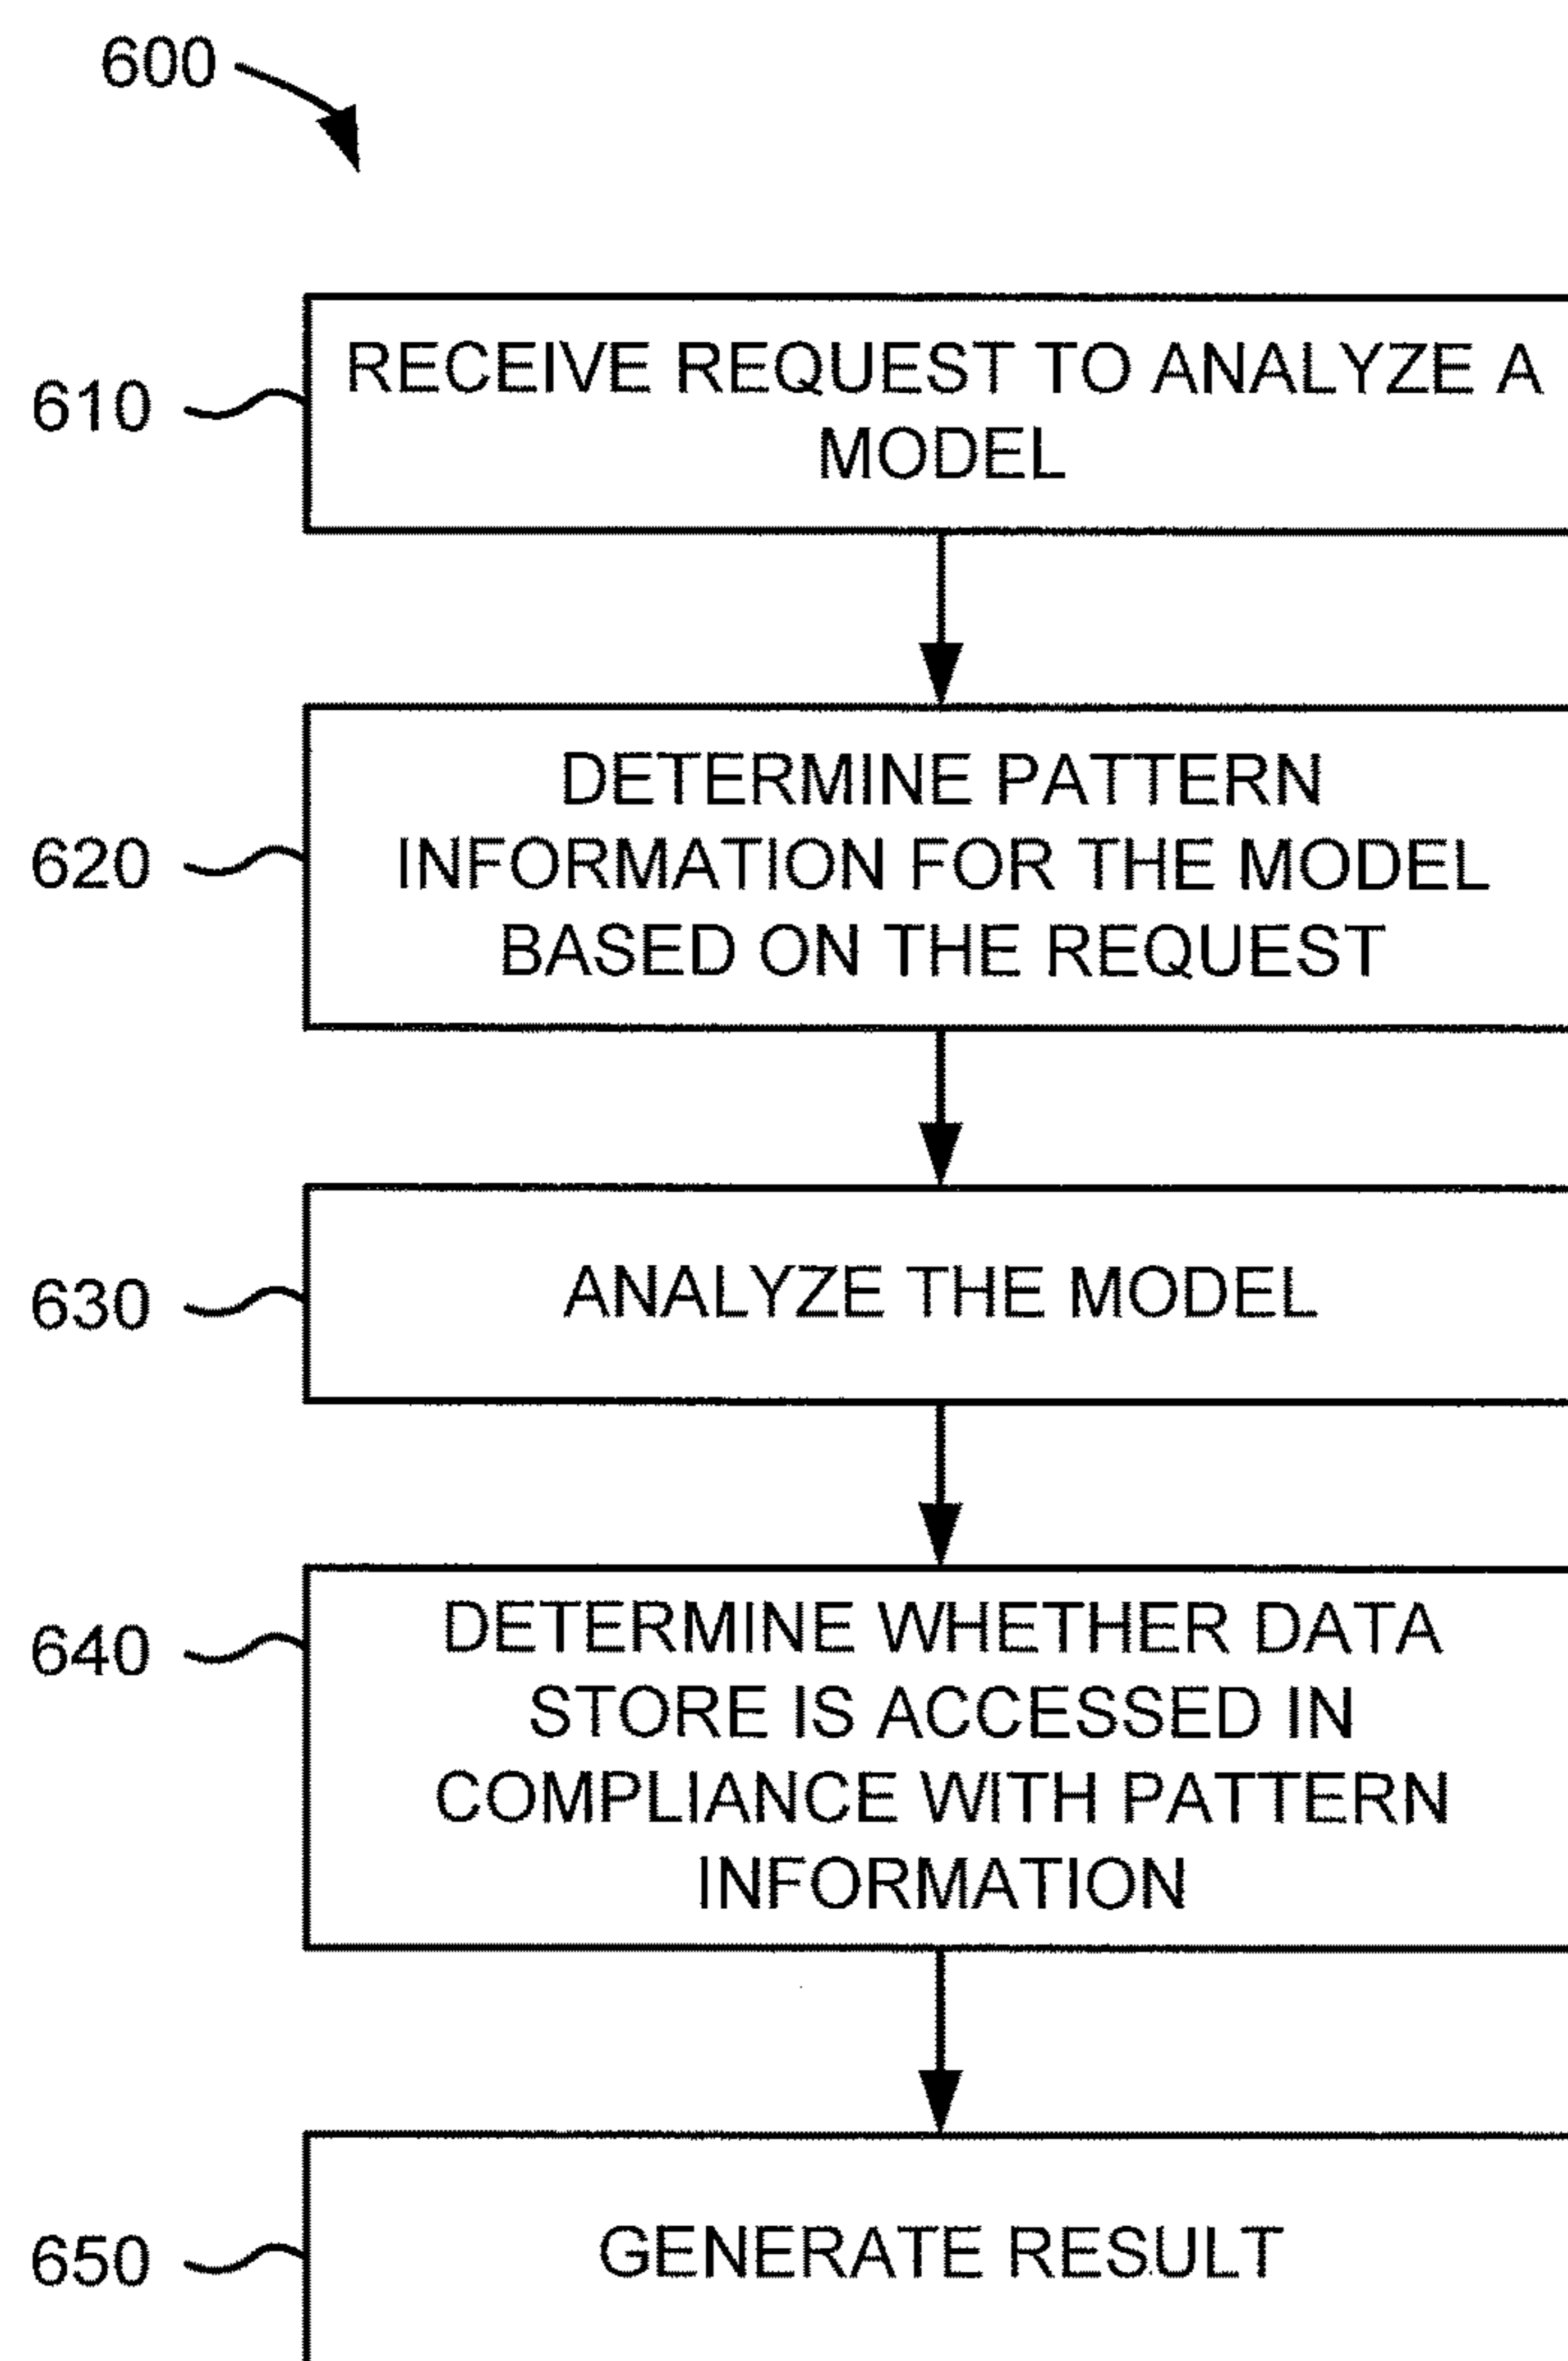 600
610
RECEIVE REQUEST TO ANALYZE A
MODEL
620
DETERMINE PATTERN
INFORMATION FOR THE MODEL
BASED ON THE REQUEST
630
ANALYZE THE MODEL
640
DETERMINE WHETHER DATA
STORE IS ACCESSED IN
COMPLIANCE WITH PATTERN
INFORMATION
650
GENERATE RESULT